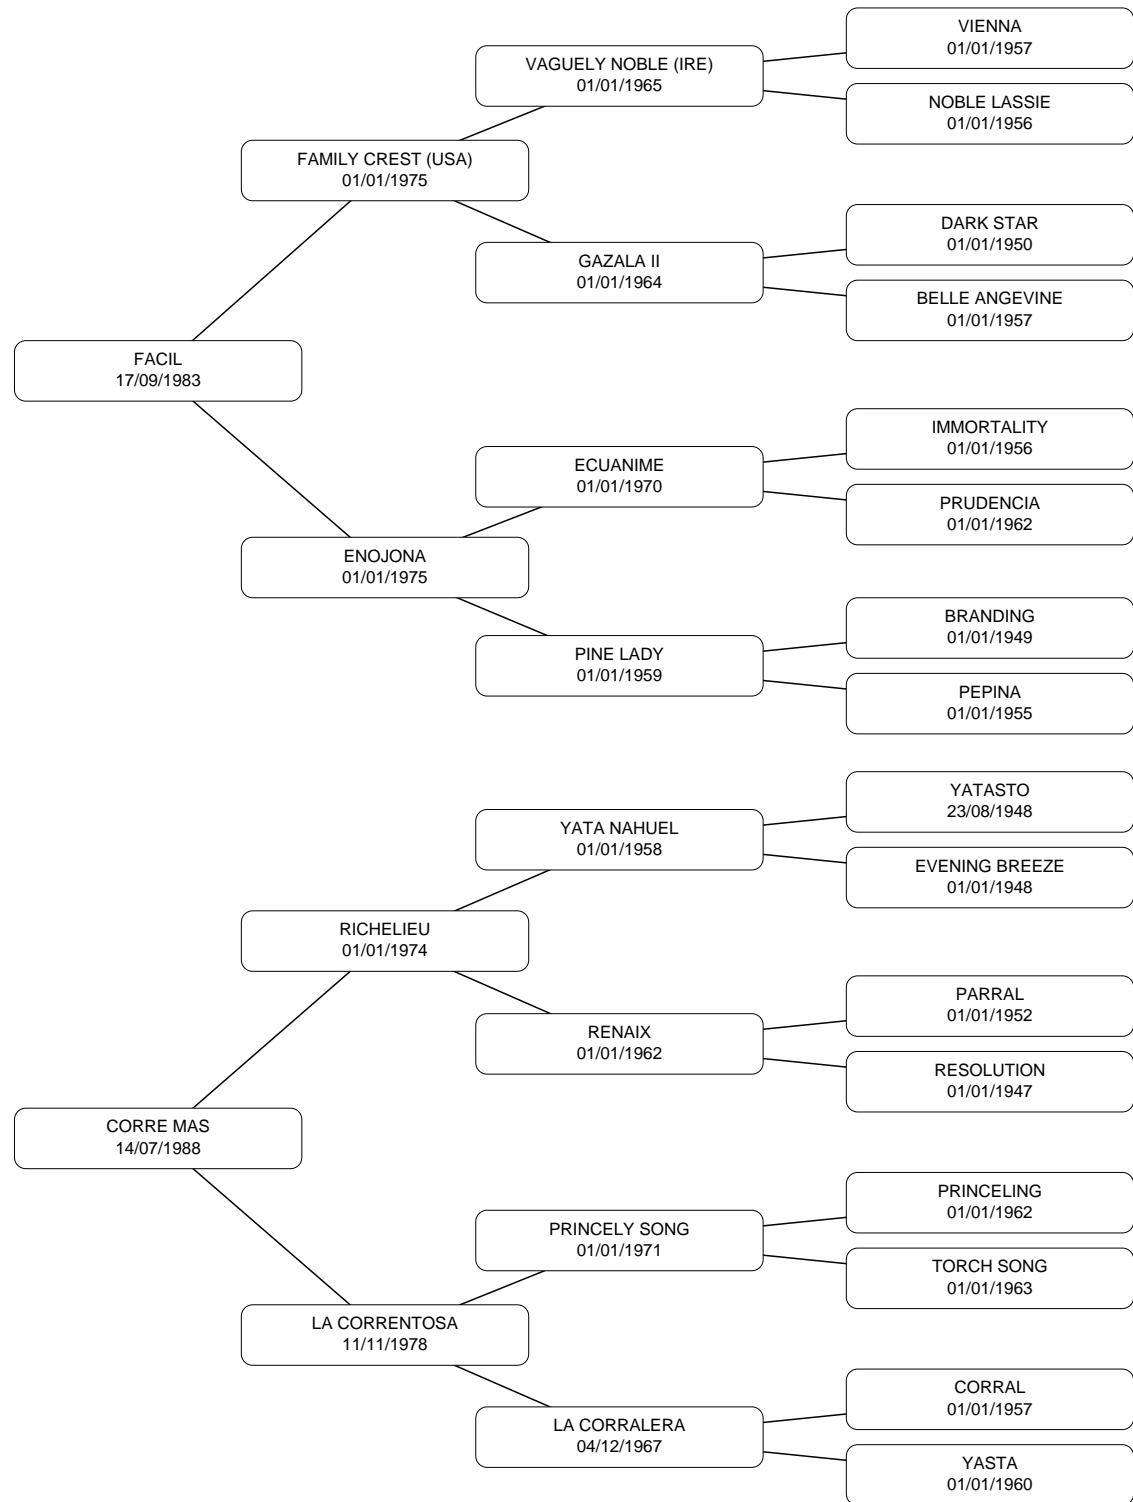 VIENNA
01/01/1957
VAGUELY NOBLE (IRE)
01/01/1965
NOBLE LASSIE
01/01/1956
FAMILY CREST (USA)
01/01/1975
DARK STAR
01/01/1950
GAZALA II
01/01/1964
BELLE ANGEVINE
01/01/1957
FACIL
17/09/1983
IMMORTALITY
01/01/1956
ECUANIME
01/01/1970
PRUDENCIA
01/01/1962
ENOJONA
01/01/1975
BRANDING
01/01/1949
PINE LADY
01/01/1959
PEPINA
01/01/1955
YATASTO
23/08/1948
YATA NAHUEL
01/01/1958
EVENING BREEZE
01/01/1948
RICHELIEU
01/01/1974
PARRAL
01/01/1952
RENAIX
01/01/1962
RESOLUTION
01/01/1947
CORRE MAS
14/07/1988
PRINCELING
01/01/1962
PRINCELY SONG
01/01/1971
TORCH SONG
01/01/1963
LA CORRENTOSA
11/11/1978
CORRAL
01/01/1957
LA CORRALERA
04/12/1967
YASTA
01/01/1960